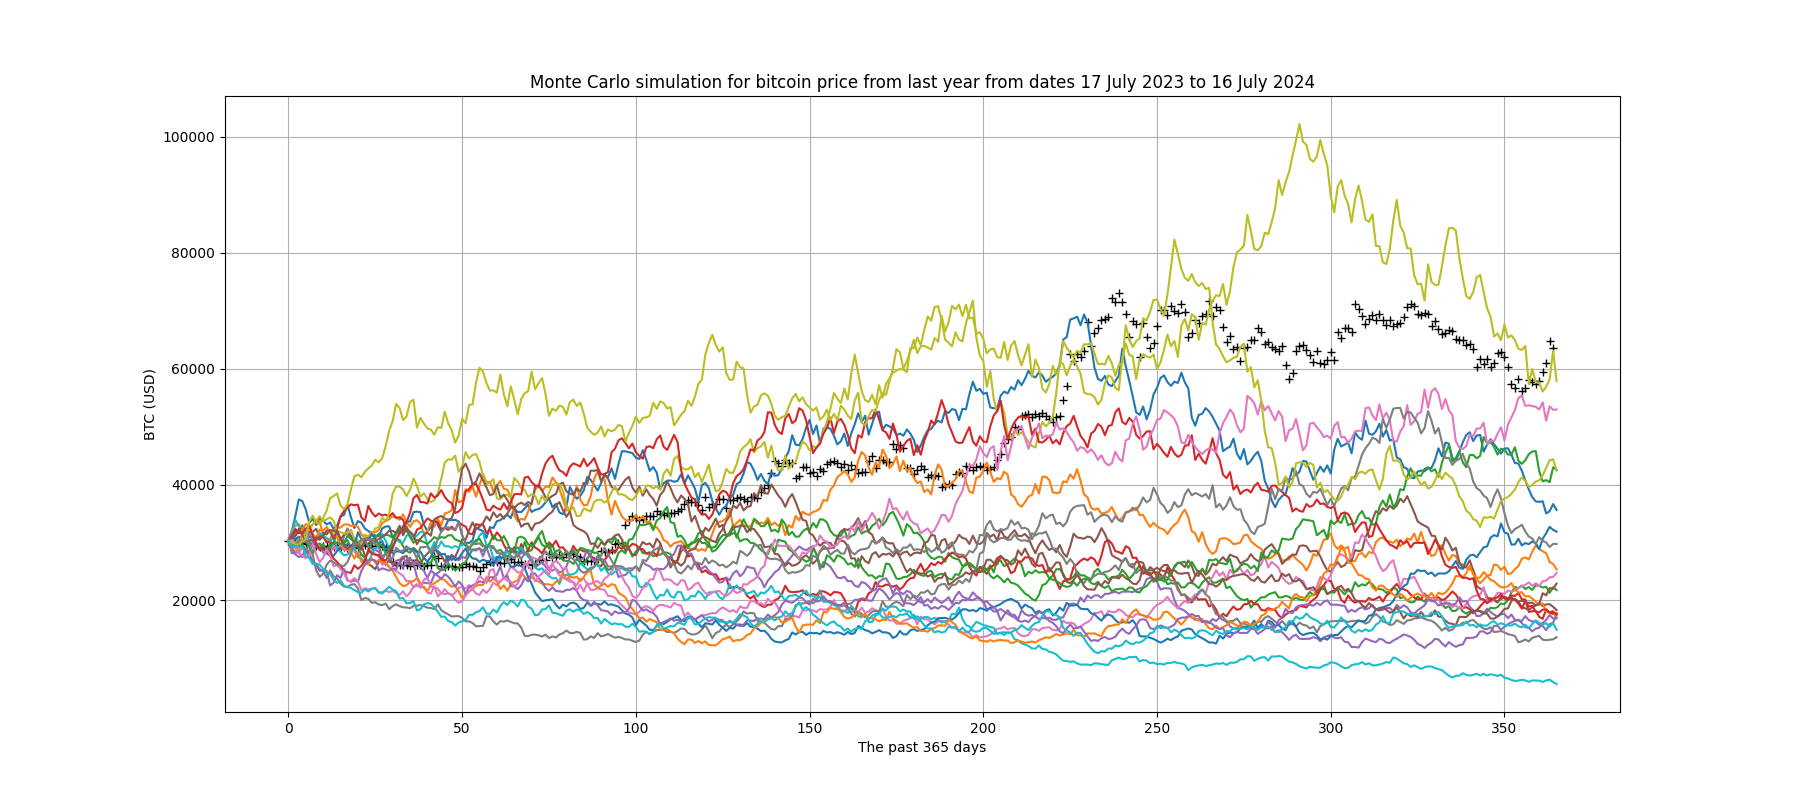 Monte Carlo simulation for bitcoin price from last year from dates 17 July 2023 to 16 July 2024
100000
80000
60000
40000
20000
BTC (USD)
0 50 100 150 200 250 300 350
The past 365 days